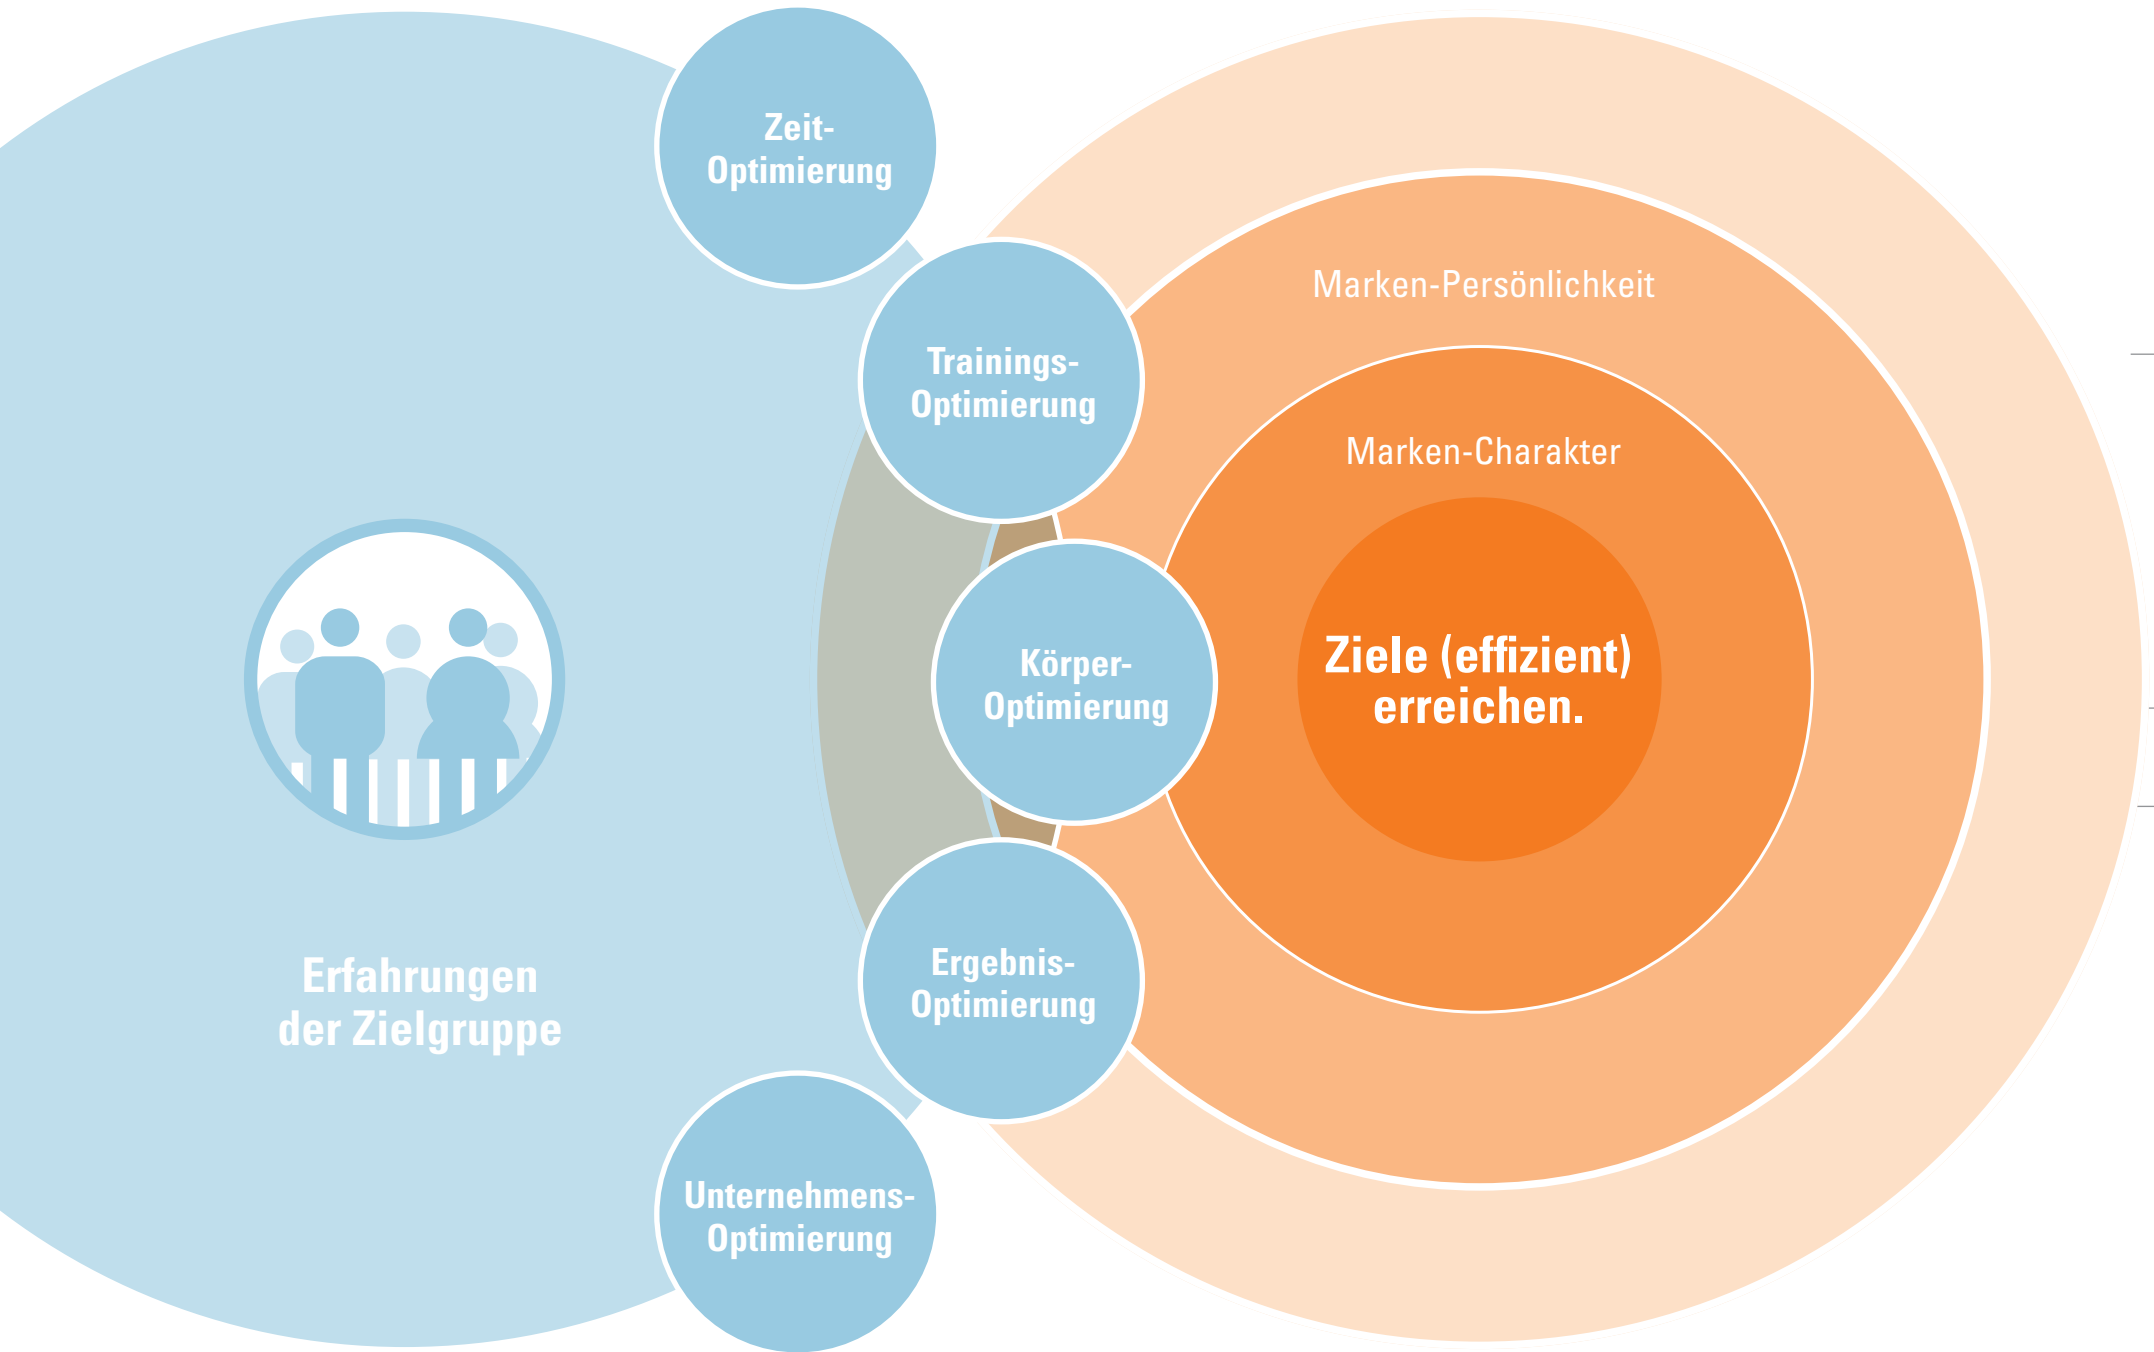 Zeit-
Optimierung
Trainings-
Optimierung
Körper-
Optimierung
Ergebnis-
Optimierung
Unternehmens-
Optimierung
Erfahrungen
der Zielgruppe
Marken-Persönlichkeit
Marken-Charakter
Ziele (effizient)
erreichen.